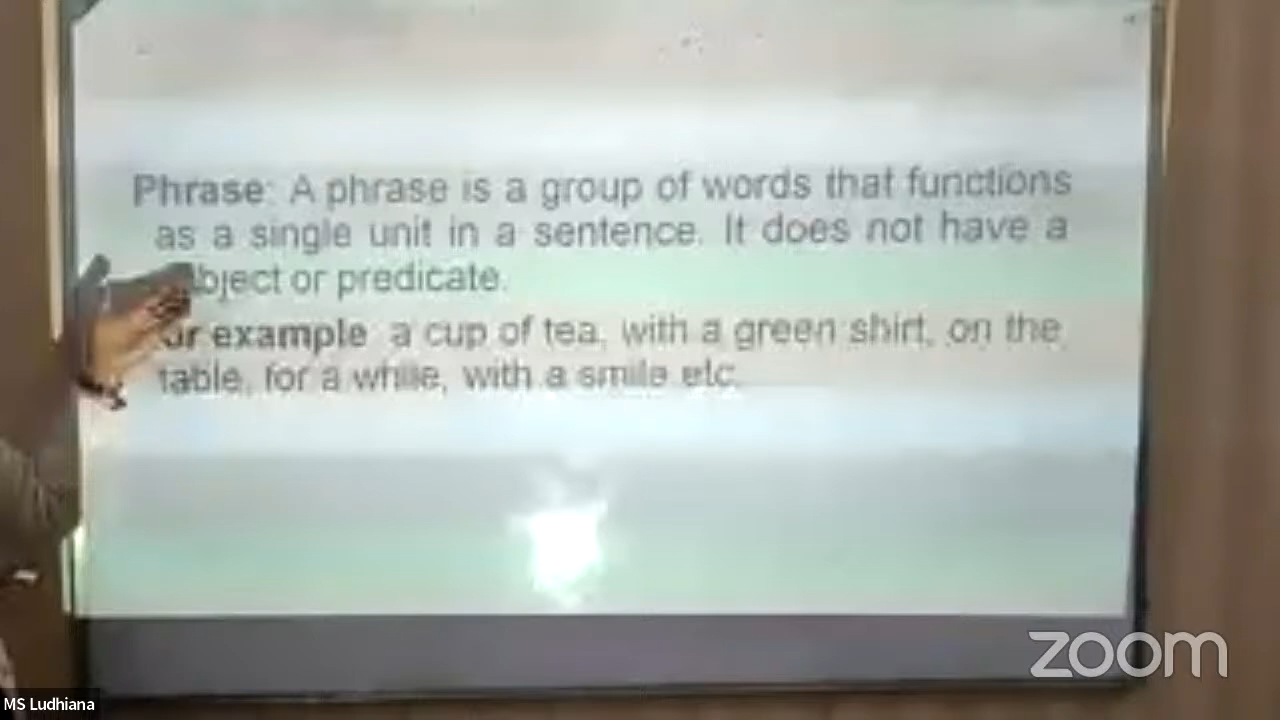 Phrase: A phrase is a group of words that functions
as a single unit in a sentence. It does not have a
or predicate.
example a cup of tea, with a green shirt, on the
table, for a while, with a smile etc.
zoom
MS Ludhiana